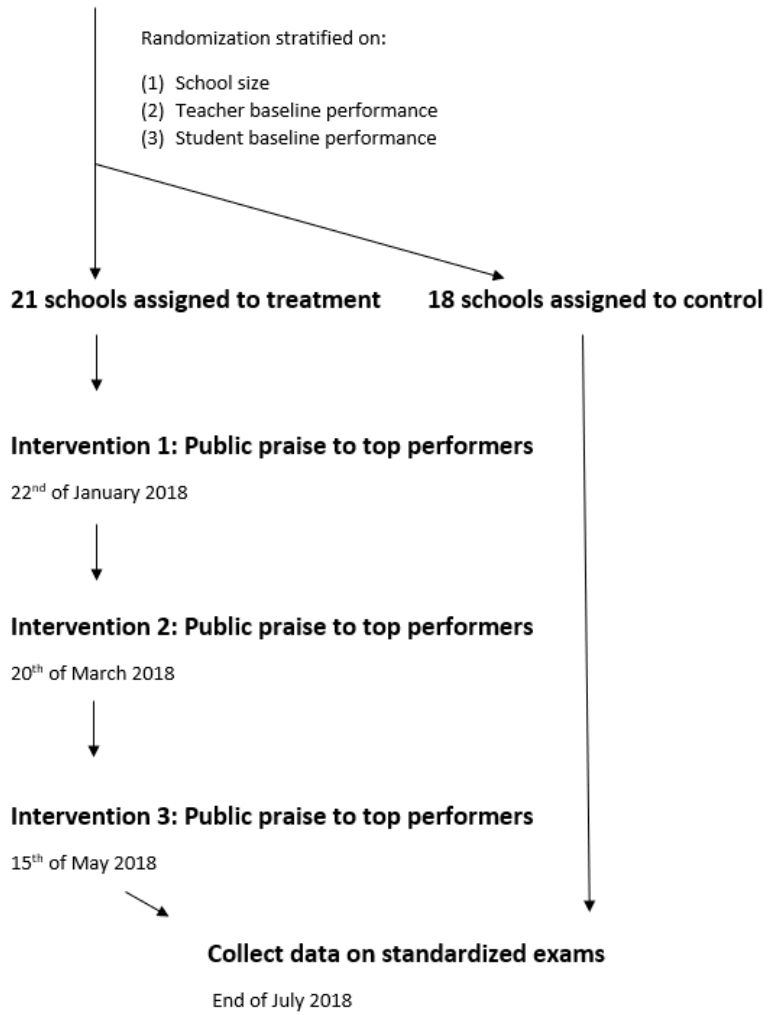 Randomization stratified on:
(1) School size
(2) Teacher baseline performance
(3) Student baseline performance
21 schools assigned to treatment
18 schools assigned to control
Intervention 1: Public praise to top performers
22nd of January 2018
Intervention 2: Public praise to top performers
20th of March 2018
Intervention 3: Public praise to top performers
15th of May 2018
Collect data on standardized exams
End of July 2018